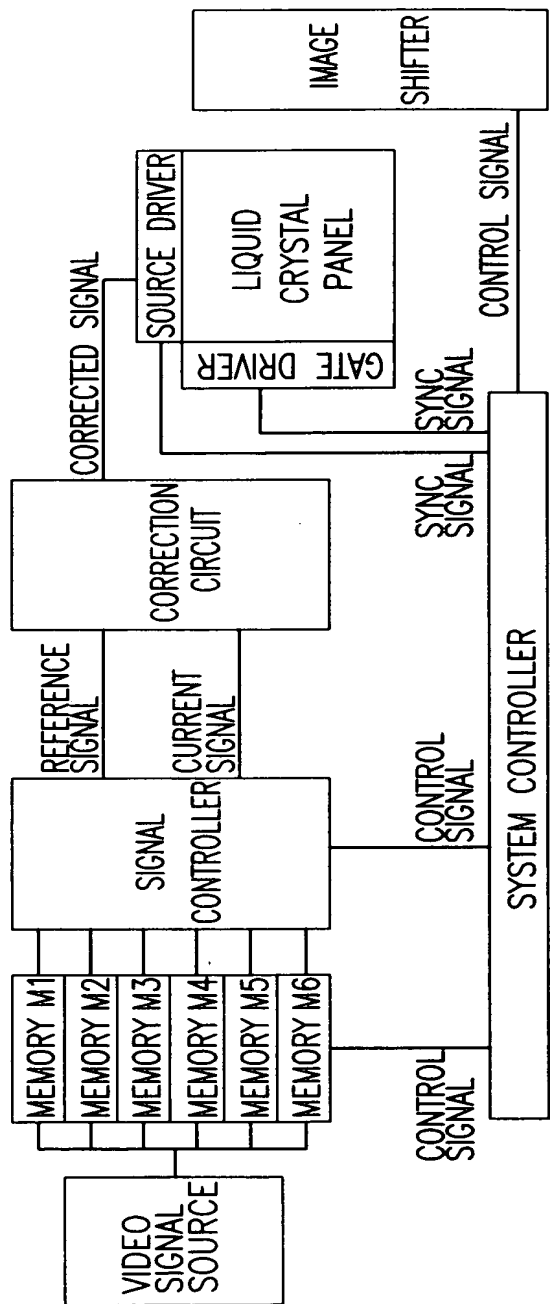 VIDEO
SIGNAL
SOURCE
MEMORY M1
MEMORY M2
MEMORY M3
MEMORY M4
MEMORY M5
MEMORY M6
SIGNAL
CONTROLLER
REFERENCE
SIGNAL
CURRENT
SIGNAL
CORRECTION
CIRCUIT
CORRECTED SIGNAL
SOURCE DRIVER
GATE DRIVER
LIQUID
CRYSTAL
PANEL
IMAGE
SHIFTER
CONTROL
SIGNAL
CONTROL
SIGNAL
SYNC
SIGNAL
SYNC
SIGNAL
CONTROL SIGNAL
SYSTEM CONTROLLER